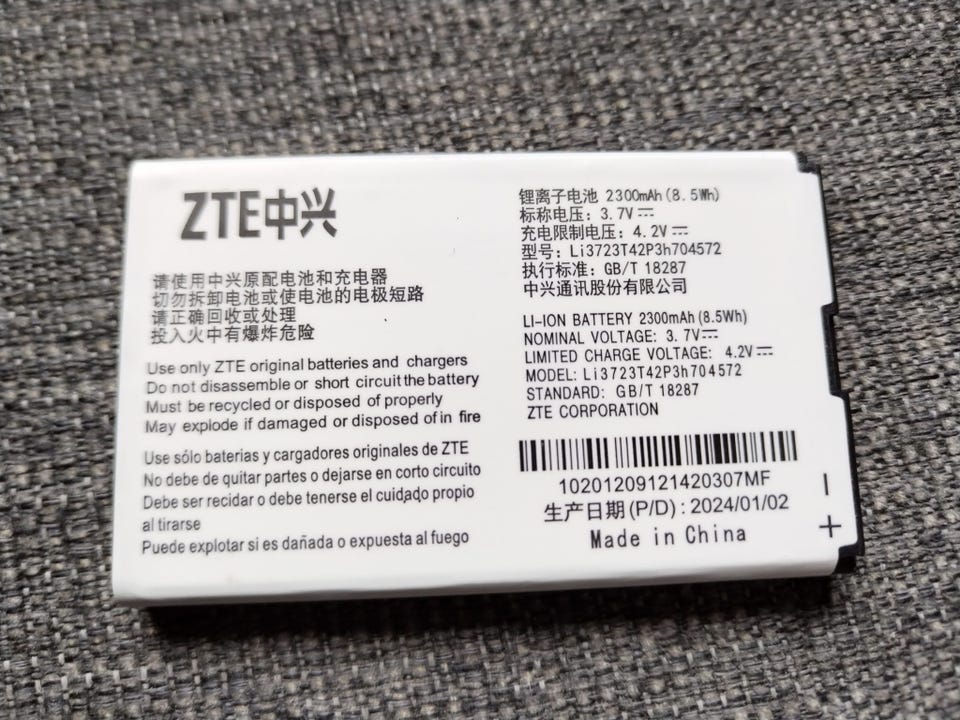 ZTE中兴
请使用中兴原配电池和充电器
切勿拆卸电池或使电池的电极短路
请正确回收或处理
投入火中有爆炸危险
Use only ZTE original batteries and chargers
Do not disassemble or short circuit the battery
Must be recycled or disposed of properly
May explode if damaged or disposed of in fire
Use sólo baterias y cargadores originales de ZTE
No debe de quitar partes o dejarse en corto circuito
Debe ser recidar o debe tenerse el cuidado propio
al tirarse
Puede explotar si es dañada o expuesta al fuego
锂离子电池 2300mAh(8.5Wh)
标称电压: 3.7V⎓
充电限制电压: 4.2V⎓
型号: Li3723T42P3h704572
执行标准: GB/T 18287
中兴通讯股份有限公司
LI-ION BATTERY 2300mAh(8.5Wh)
NOMINAL VOLTAGE: 3.7V⎓
LIMITED CHARGE VOLTAGE: 4.2V⎓
MODEL: Li3723T42P3h704572
STANDARD: GB/T 18287
ZTE CORPORATION
10201209121420307MF
生产日期(P/D): 2024/01/02
Made in China
－
+